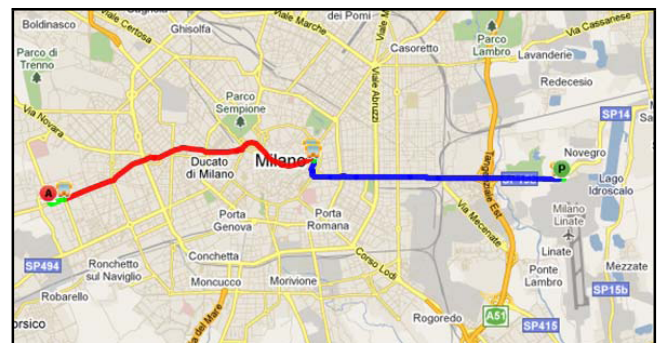 Boldinasco
Viale Certosa
Ghisolfa
Viale Marche
dei Pomi
Casoretto
Parco
Lambro
Via Cassanese
Lavanderie
Parco di
Trenno
Redecesio
SP14
Via Novara
Parco
Sempione
Viale Abruzzi
Tangenziale Est
Novegro
Ducato
di Milano
Milano
A
P
Lago
Idroscalo
Porta
Genova
Porta
Romana
Via Mecenate
Milano
Linate
Linate
SP494
Ronchetto
sul Naviglio
Conchetta
Corso Lodi
Ponte
Lambro
Mezzate
Moncucco
Morivione
Robarello
SP15b
Rogoredo
A51
SP415